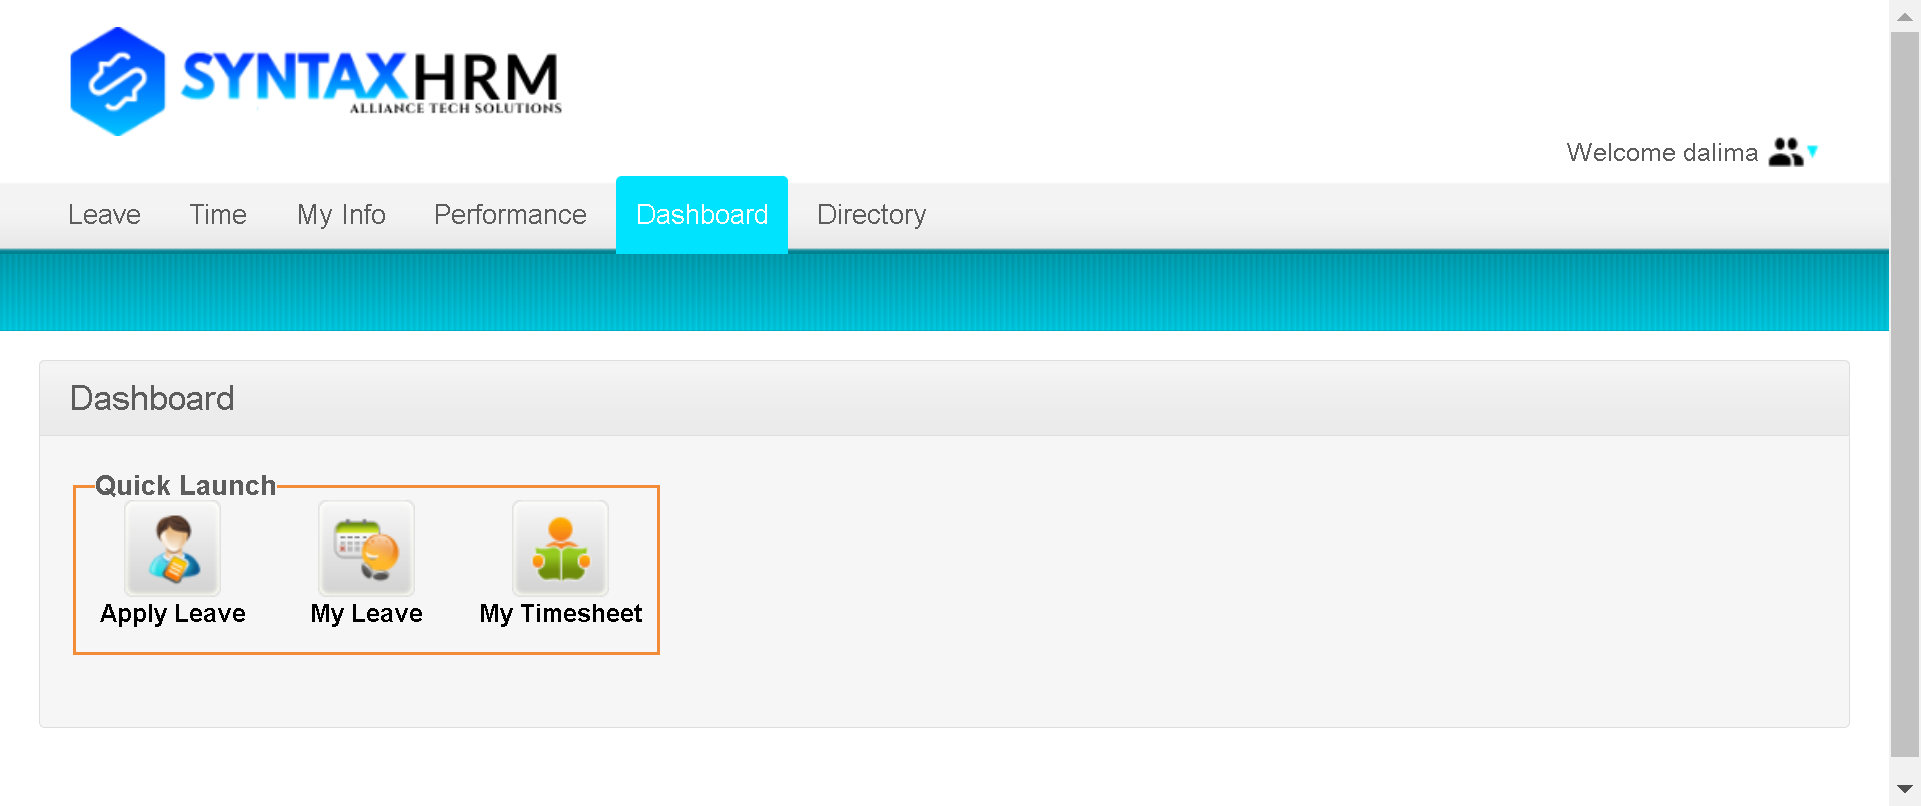 SYNTAXHRM
ALLIANCE TECH SOLUTIONS
Welcome dalima
Leave Time My Info Performance Dashboard Directory
Dashboard
Quick Launch
Apply Leave My Leave My Timesheet